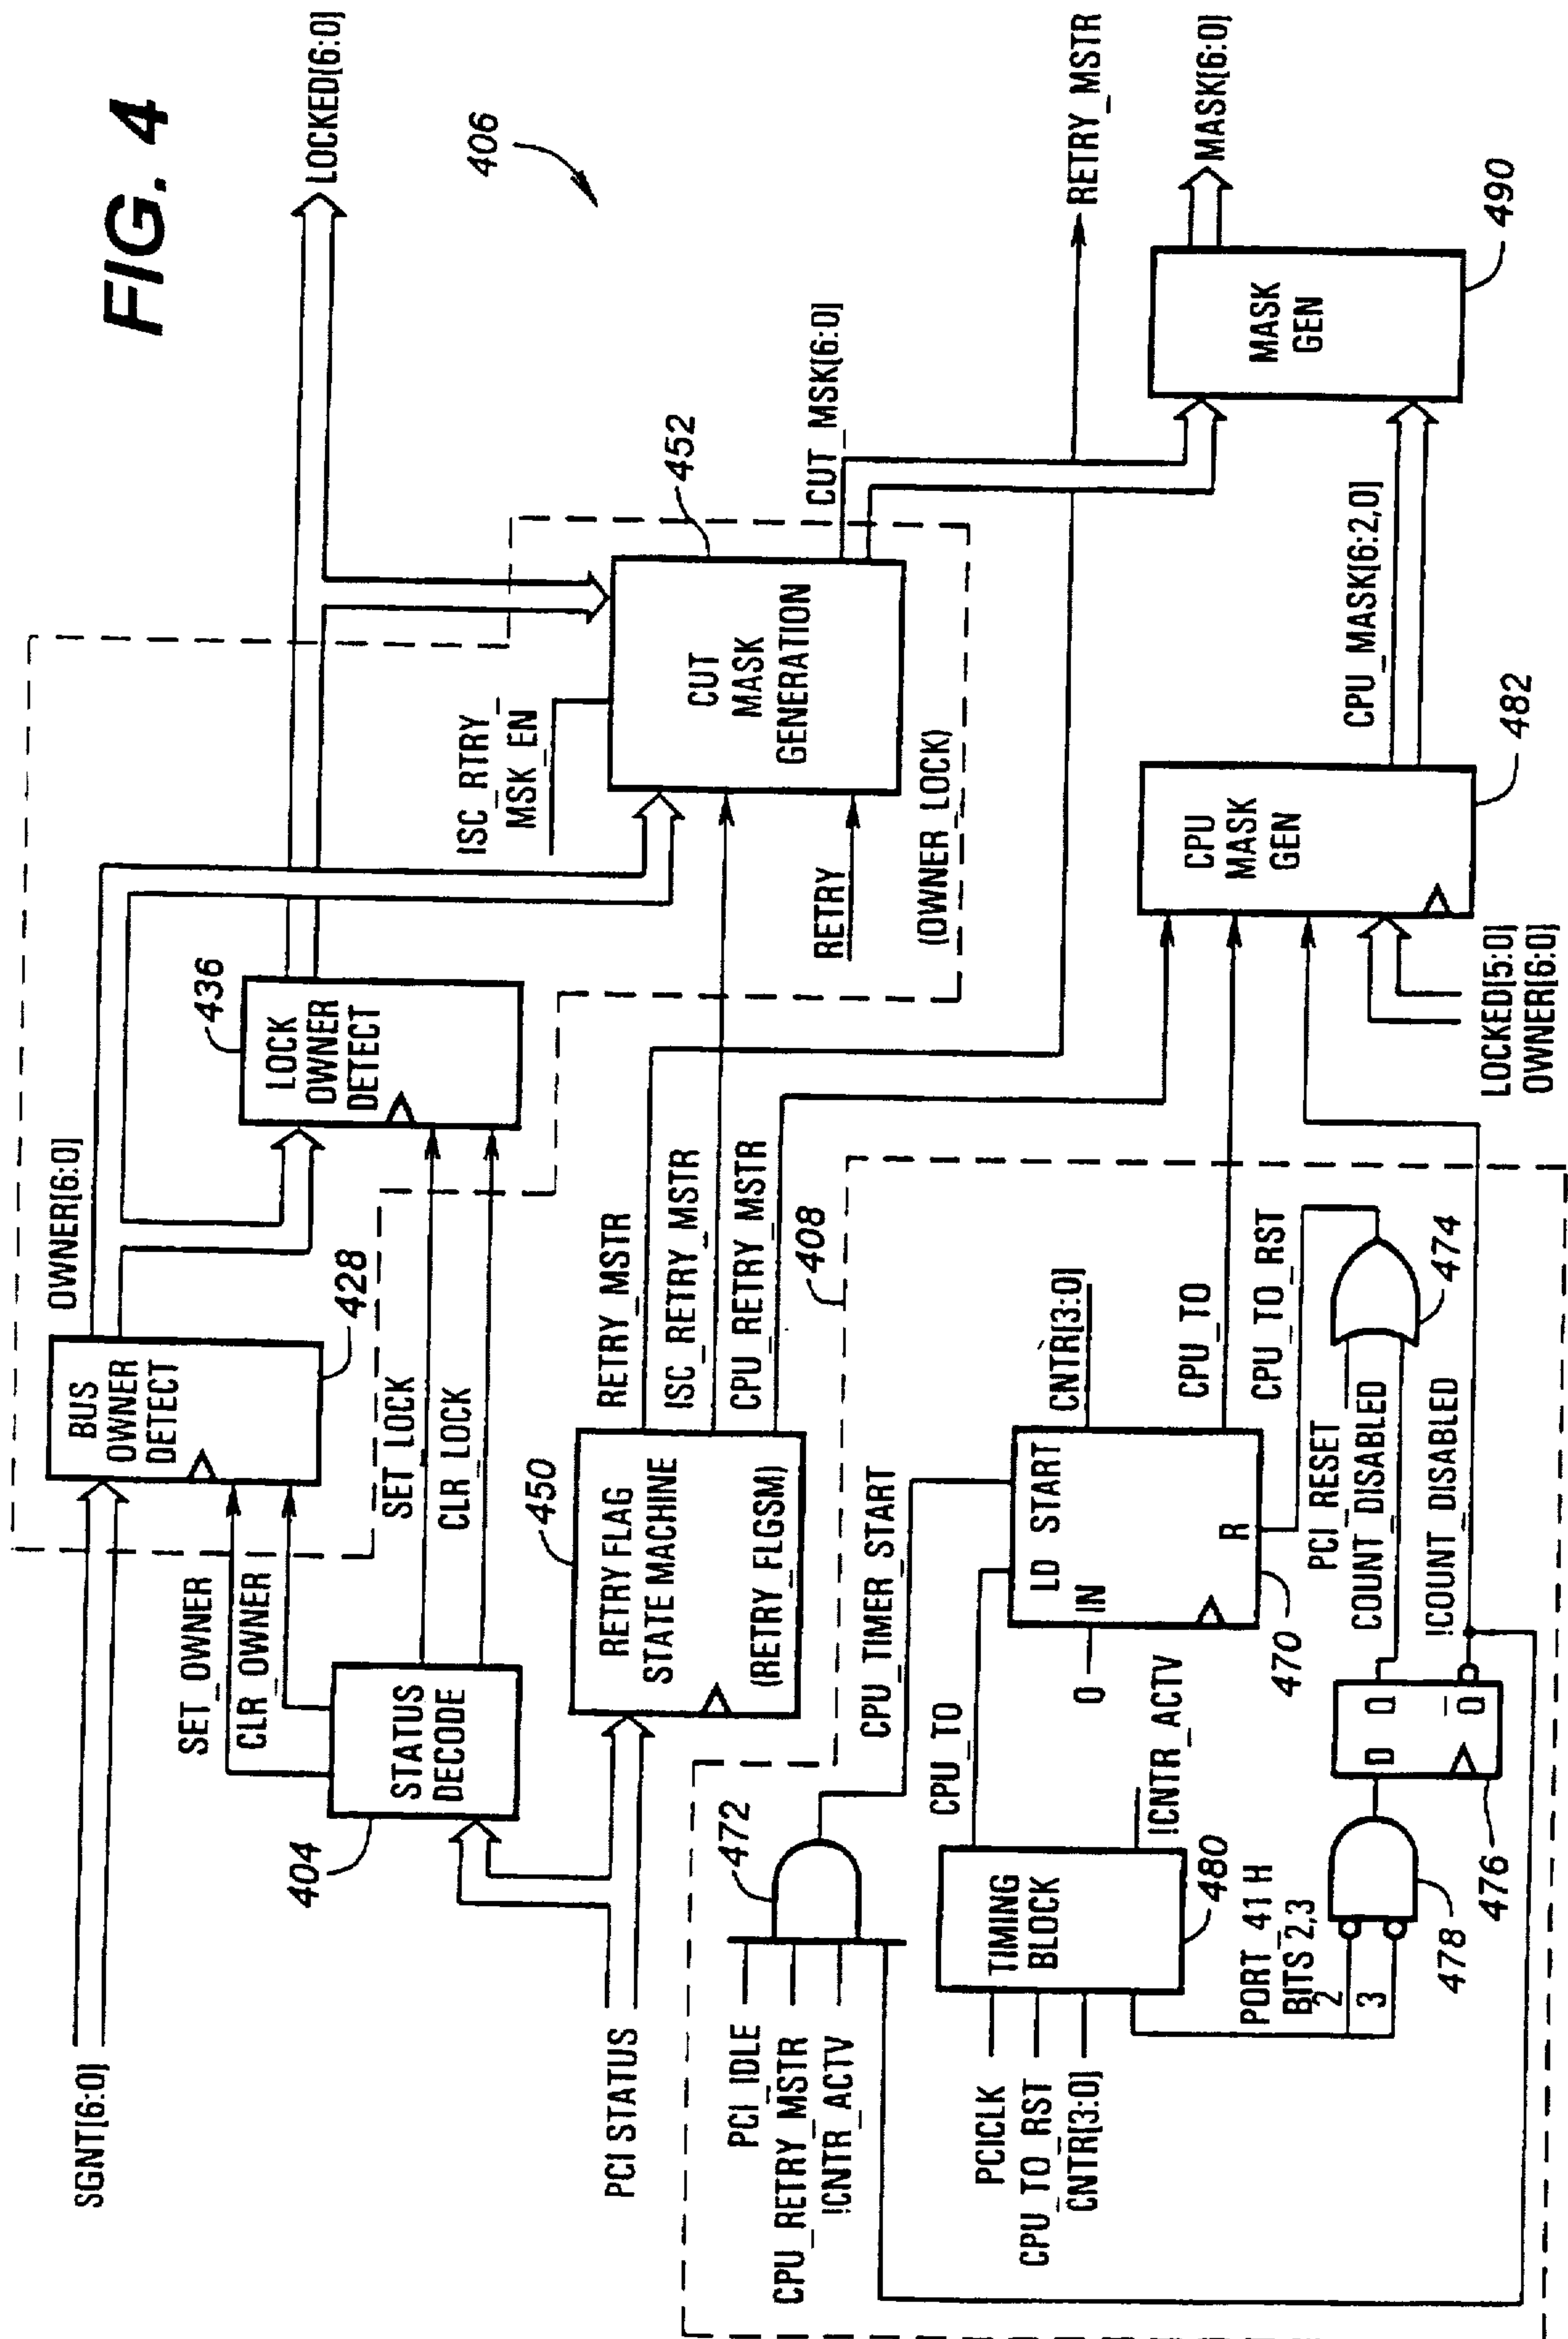 FIG. 4
406
SGNT[6:0]
SET_OWNER
CLR_OWNER
BUS
OWNER
DETECT
428
OWNER[6:0]
LOCK
OWNER
DETECT
436
LOCKED[6:0]
PCI STATUS
STATUS
DECODE
404
SET_LOCK
CLR_LOCK
RETRY FLAG
STATE MACHINE
(RETRY_FLGSM)
450
RETRY_MSTR
ISC_RETRY_MSTR
CPU_RETRY_MSTR
ISC_RTRY_
MSK_EN
RETRY
CUT
MASK
GENERATION
452
(OWNER_LOCK)
CUT_MSK[6:0]
RETRY_MSTR
408
PCI_IDLE
CPU_RETRY_MSTR
!CNTR_ACTV
472
CPU_TIMER_START
PCICLK
CPU_TO_RST
CNTR[3:0]
TIMING
BLOCK
480
CPU_TO
!CNTR_ACTV
LD START
IN
R
0
470
CNTR[3:0]
CPU_TO
CPU_TO_RST
PORT_41 H
BITS 2,3
2
3
478
D Q
Q
476
PCI_RESET
COUNT_DISABLED
!COUNT_DISABLED
474
LOCKED[5:0]
OWNER[6:0]
CPU
MASK
GEN
482
CPU_MASK[6:2,0]
MASK
GEN
490
MASK[6:0]